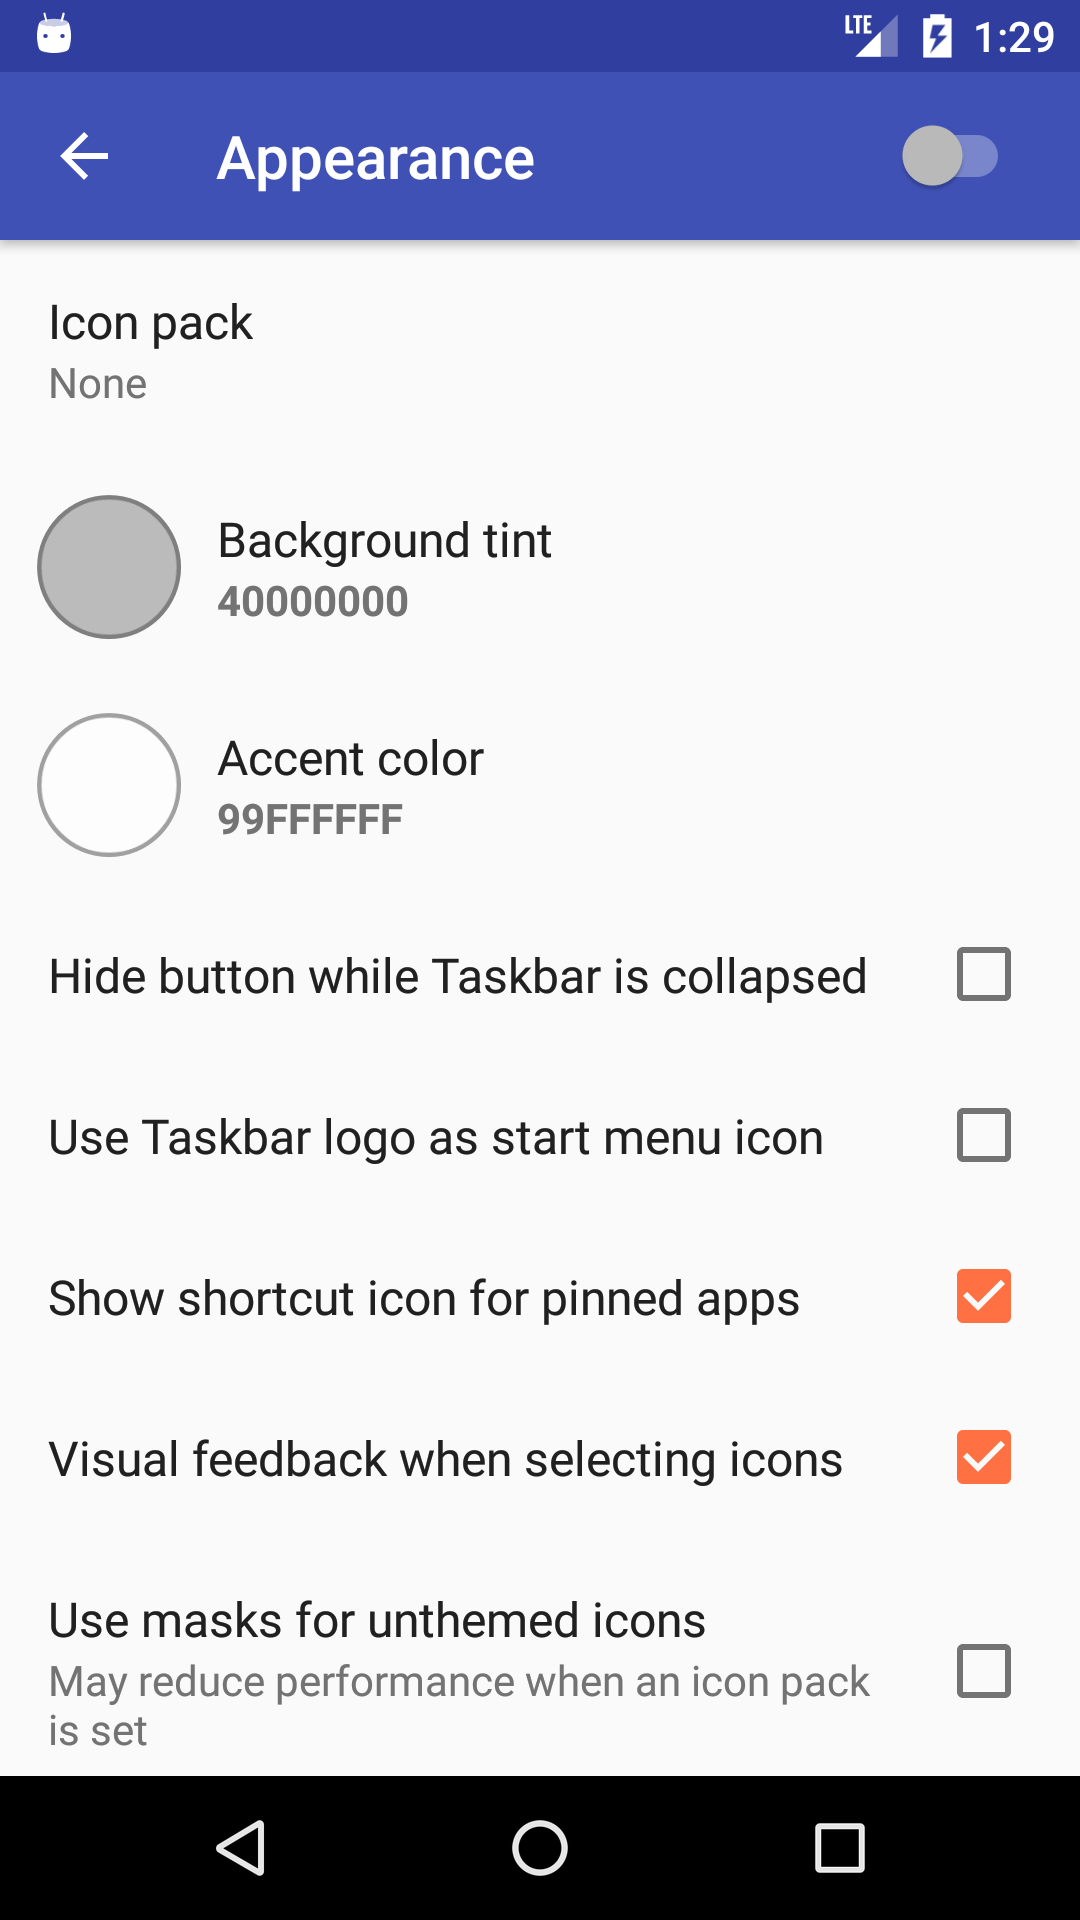 LTE 1:29
Appearance
Icon pack
None
Background tint
40000000
Accent color
99FFFFFF
Hide button while Taskbar is collapsed
Use Taskbar logo as start menu icon
Show shortcut icon for pinned apps
Visual feedback when selecting icons
Use masks for unthemed icons
May reduce performance when an icon pack
is set